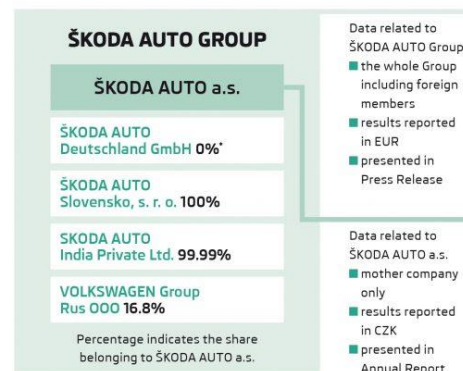 ŠKODA AUTO GROUP
ŠKODA AUTO a.s.
ŠKODA AUTO
Deutschland GmbH 0%*
ŠKODA AUTO
Slovensko, s. r. o. 100%
SKODA AUTO
India Private Ltd. 99.99%
VOLKSWAGEN Group
Rus OOO 16.8%
Percentage indicates the share
belonging to ŠKODA AUTO a.s.
Data related to
ŠKODA AUTO Group
■ the whole Group
including foreign
members
■ results reported
in EUR
■ presented in
Press Release
Data related to
ŠKODA AUTO a.s.
■ mother company
only
■ results reported
in CZK
■ presented in
Annual Report